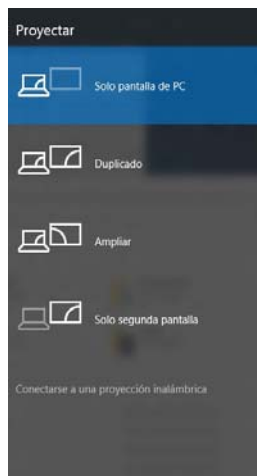 Proyectar
Solo pantalla de PC
Duplicado
Ampliar
Solo segunda pantalla
Conectarse a una proyección inalámbrica